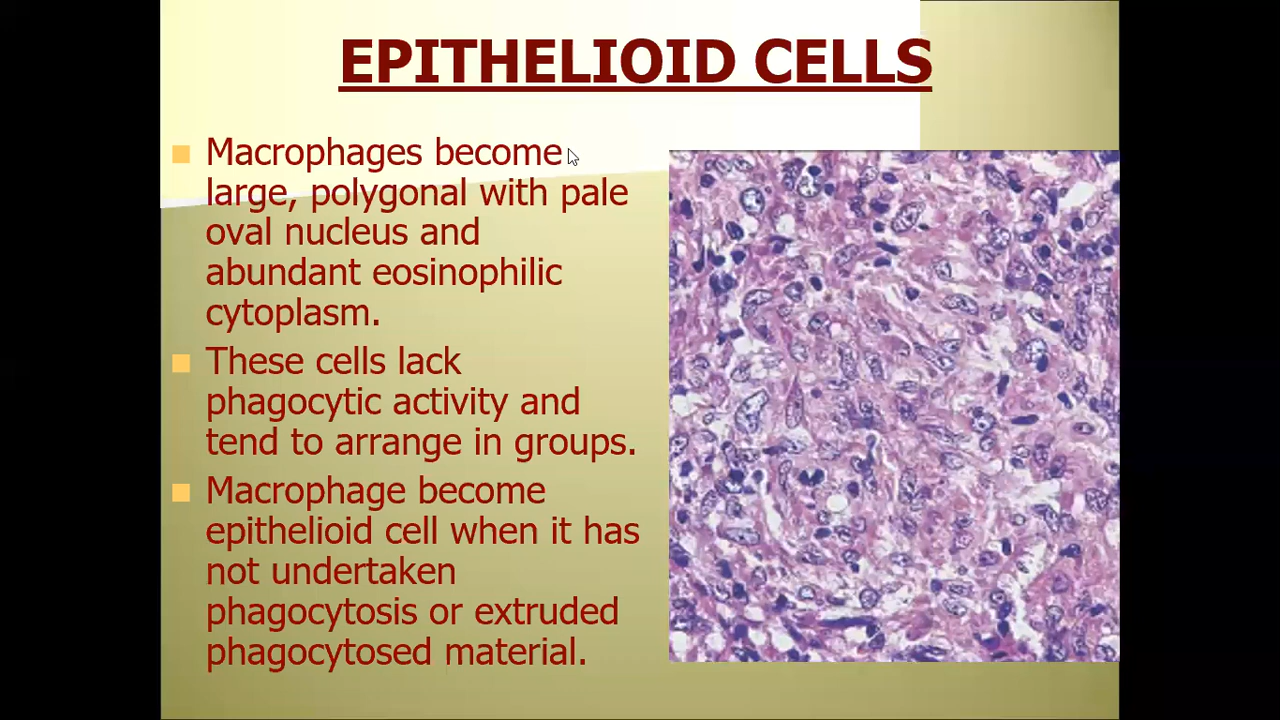 EPITHELIOID CELLS
Macrophages become
large, polygonal with pale
oval nucleus and
abundant eosinophilic
cytoplasm.
These cells lack
phagocytic activity and
tend to arrange in groups.
Macrophage become
epithelioid cell when it has
not undertaken
phagocytosis or extruded
phagocytosed material.